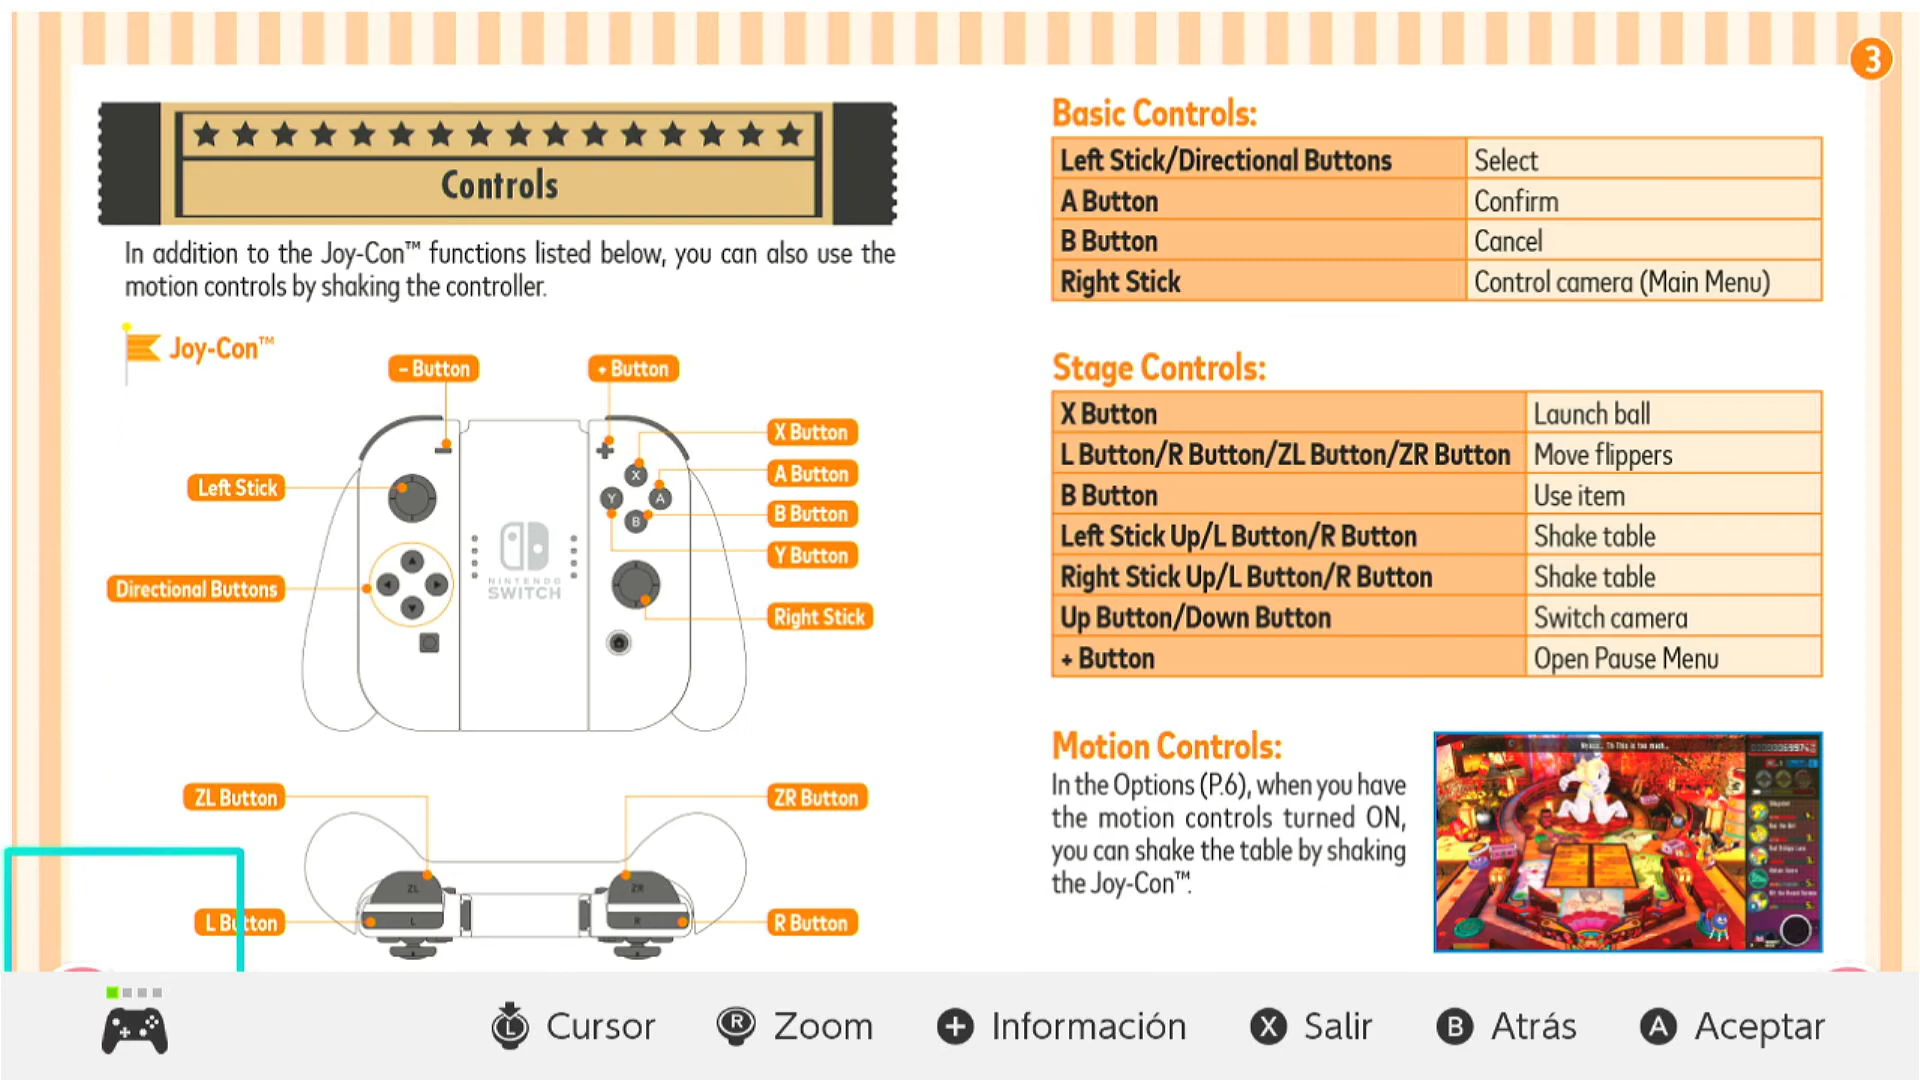 3
Controls
In addition to the Joy-Con™ functions listed below, you can also use the
motion controls by shaking the controller.
Joy-Con™
– Button
+ Button
X Button
A Button
B Button
Y Button
Left Stick
Directional Buttons
Right Stick
X
Y
A
B
NINTENDO
SWITCH
ZL Button
ZR Button
L Button
R Button
ZL
L
ZR
R
Basic Controls:
Left Stick/Directional Buttons Select
A Button Confirm
B Button Cancel
Right Stick Control camera (Main Menu)
Stage Controls:
X Button Launch ball
L Button/R Button/ZL Button/ZR Button Move flippers
B Button Use item
Left Stick Up/L Button/R Button Shake table
Right Stick Up/L Button/R Button Shake table
Up Button/Down Button Switch camera
+ Button Open Pause Menu
Motion Controls:
In the Options (P.6), when you have
the motion controls turned ON,
you can shake the table by shaking
the Joy-Con™.
L Cursor
R Zoom
+ Información
X Salir
B Atrás
A Aceptar